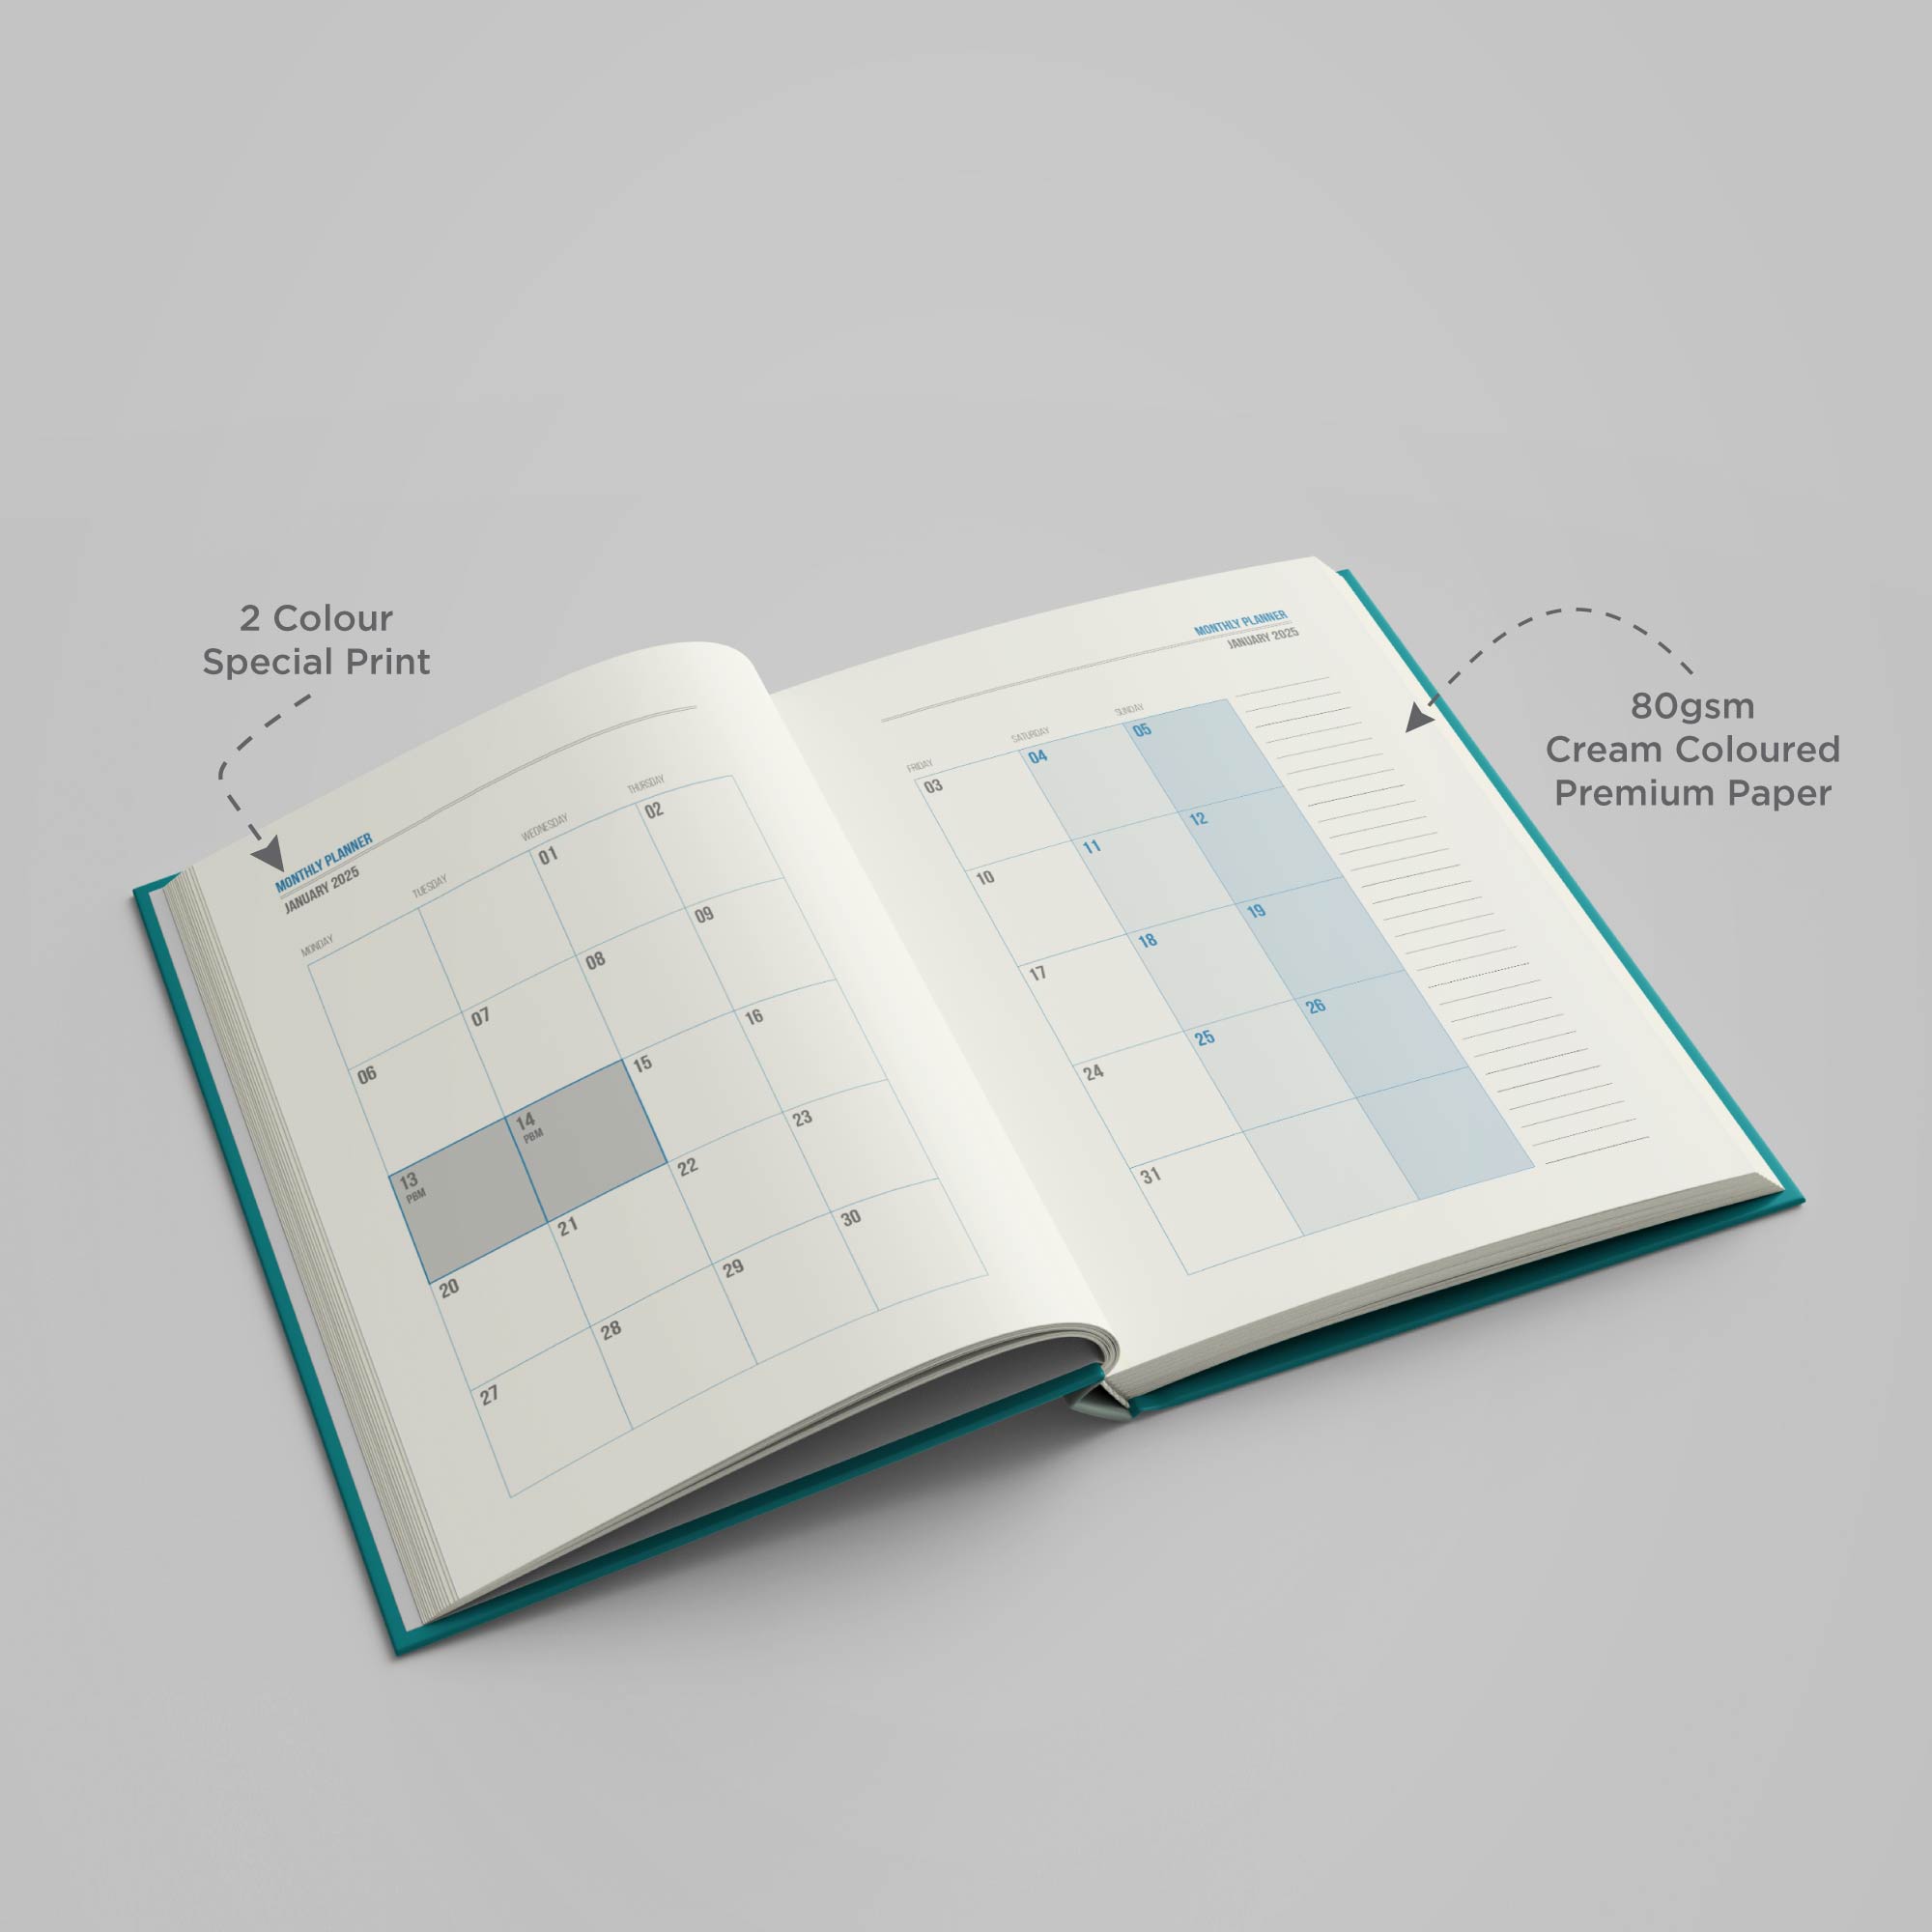 2 Colour
Special Print
80gsm
Cream Coloured
Premium Paper
MONTHLY PLANNER
JANUARY 2025
MONDAY TUESDAY WEDNESDAY THURSDAY
01 02
06 07 08 09
13 14 15 16
PBM PBM
20 21 22 23
27 28 29 30
MONTHLY PLANNER
JANUARY 2025
FRIDAY SATURDAY SUNDAY
03 04 05
10 11 12
17 18 19
24 25 26
31